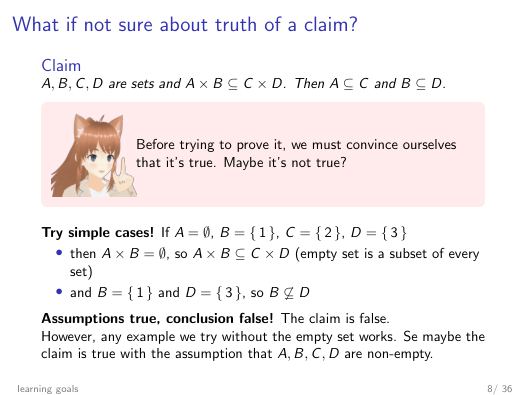 What if not sure about truth of a claim?
Claim
A, B, C, D are sets and A × B ⊆ C × D. Then A ⊆ C and B ⊆ D.
Before trying to prove it, we must convince ourselves
that it's true. Maybe it's not true?
Try simple cases! If A = ∅, B = { 1 }, C = { 2 }, D = { 3 }
• then A × B = ∅, so A × B ⊆ C × D (empty set is a subset of every
set)
• and B = { 1 } and D = { 3 }, so B ⊈ D
Assumptions true, conclusion false! The claim is false.
However, any example we try without the empty set works. Se maybe the
claim is true with the assumption that A, B, C, D are non-empty.
learning goals
8/ 36